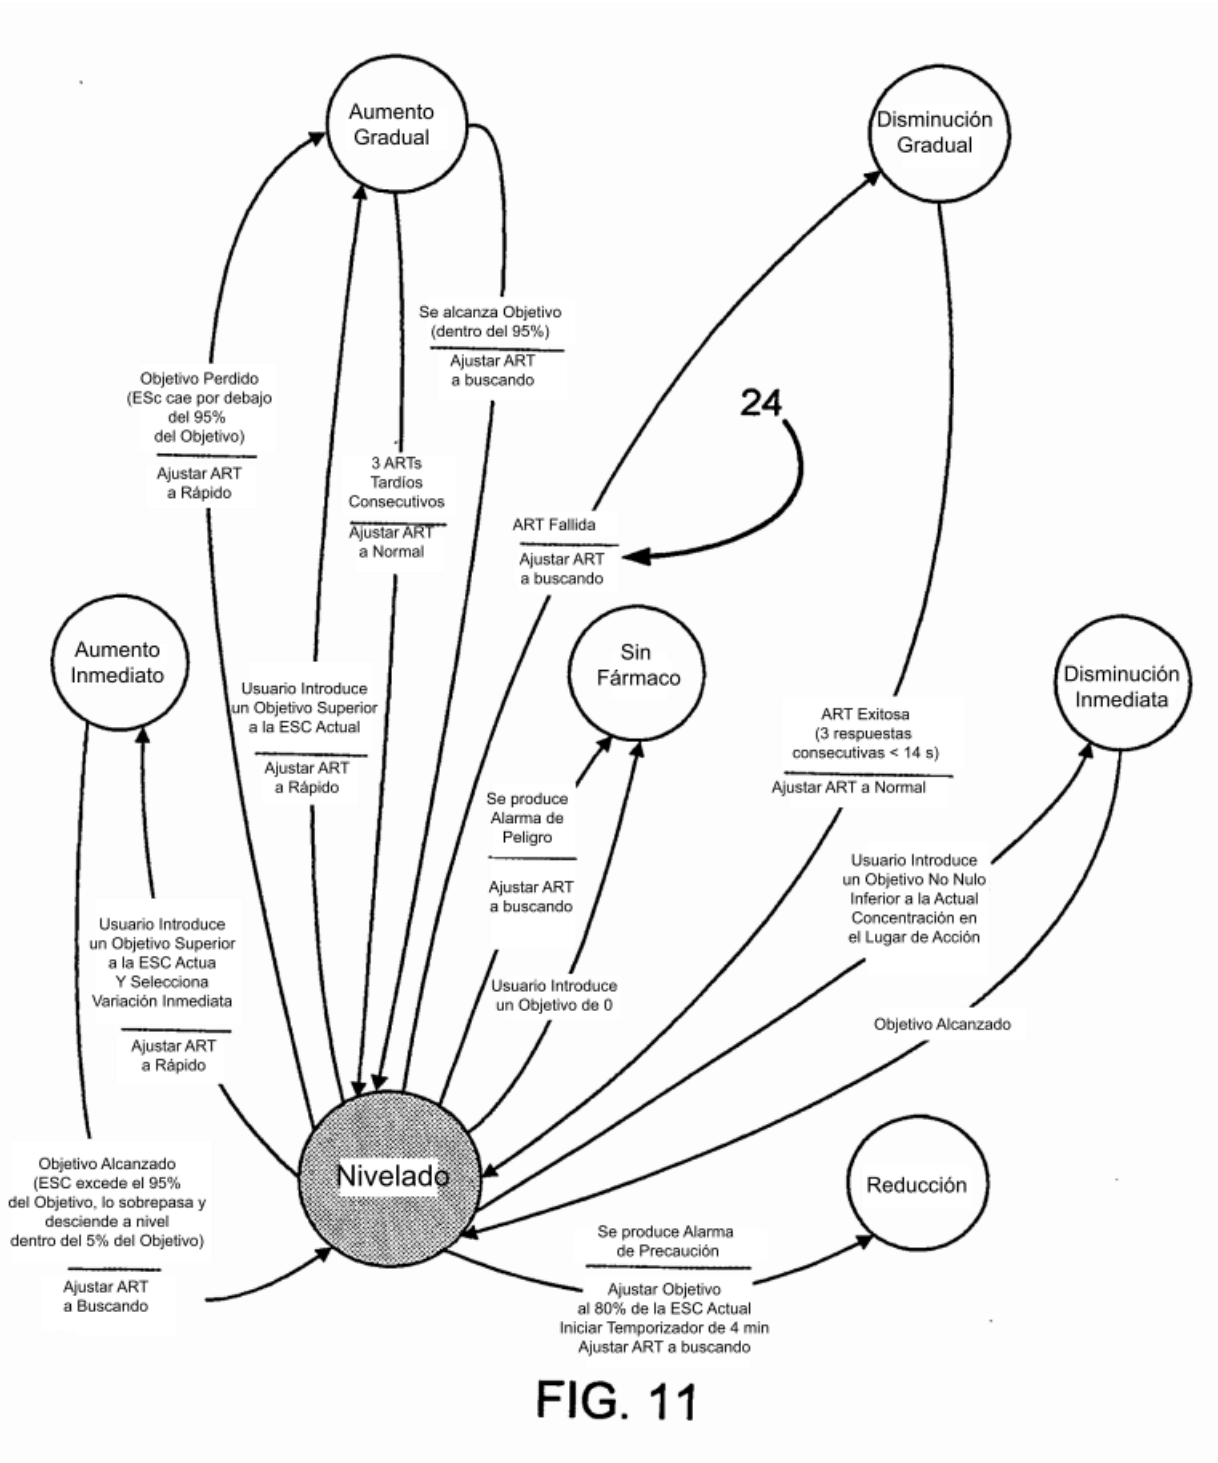 Aumento
Gradual
Disminución
Gradual
Se alcanza Objetivo
(dentro del 95%)
Ajustar ART
a buscando
Objetivo Perdido
(ESc cae por debajo
del 95%
del Objetivo)
Ajustar ART
a Rápido
24
3 ARTs
Tardíos
Consecutivos
Ajustar ART
a Normal
ART Fallida
Ajustar ART
a buscando
Aumento
Inmediato
Sin
Fármaco
Disminución
Inmediata
Usuario Introduce
un Objetivo Superior
a la ESC Actual
Ajustar ART
a Rápido
ART Exitosa
(3 respuestas
consecutivas < 14 s)
Ajustar ART a Normal
Se produce
Alarma de
Peligro
Ajustar ART
a buscando
Usuario Introduce
un Objetivo No Nulo
Inferior a la Actual
Concentración en
el Lugar de Acción
Usuario Introduce
un Objetivo Superior
a la ESC Actua
Y Selecciona
Variación Inmediata
Ajustar ART
a Rápido
Usuario Introduce
un Objetivo de 0
Objetivo Alcanzado
Objetivo Alcanzado
(ESC excede el 95%
del Objetivo, lo sobrepasa y
desciende a nivel
dentro del 5% del Objetivo)
Ajustar ART
a Buscando
Nivelado
Reducción
Se produce Alarma
de Precaución
Ajustar Objetivo
al 80% de la ESC Actual
Iniciar Temporizador de 4 min
Ajustar ART a buscando
FIG. 11